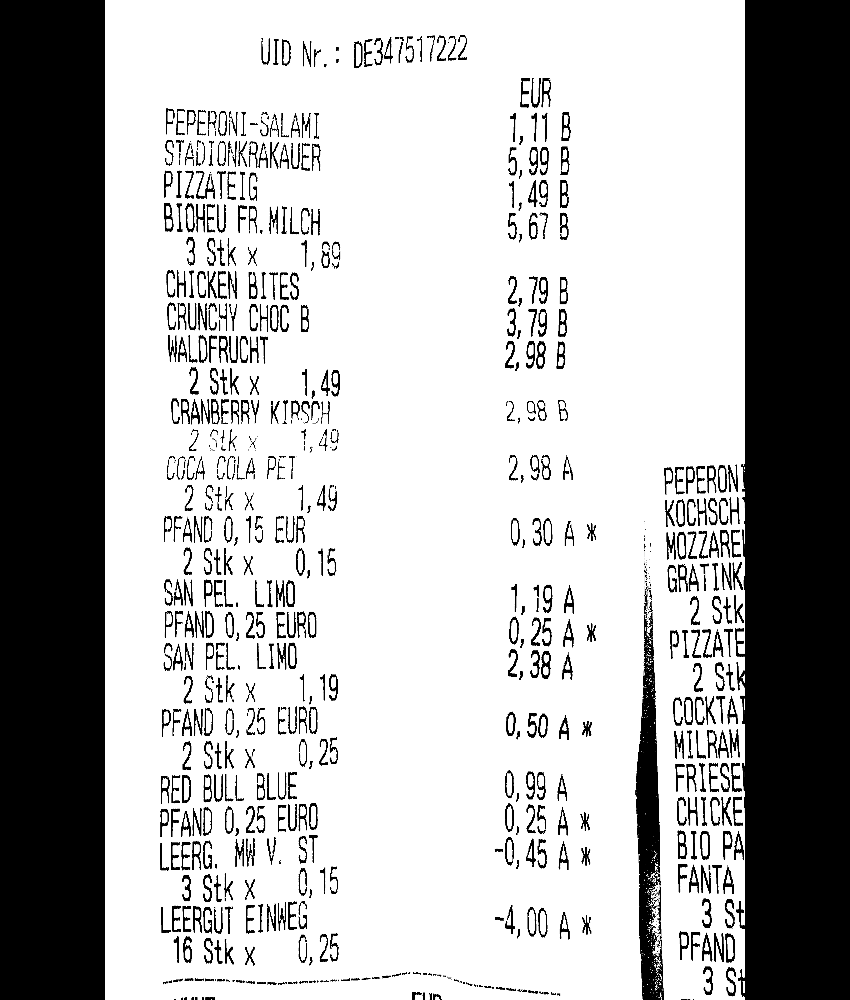 UID Nr.: DE347517222
EUR
PEPERONI-SALAMI 1,11 B
STADIONKRAKAUER 5,99 B
PIZZATEIG 1,49 B
BIOHEU FR.MILCH 5,67 B
3 Stk x 1,89
CHICKEN BITES 2,79 B
CRUNCHY CHOC B 3,79 B
WALDFRUCHT 2,98 B
2 Stk x 1,49
CRANBERRY KIRSCH 2,98 B
2 Stk x 1,49
COCA COLA PET 2,98 A
2 Stk x 1,49
PFAND 0,15 EUR 0,30 A *
2 Stk x 0,15
SAN PEL. LIMO 1,19 A
PFAND 0,25 EURO 0,25 A *
SAN PEL. LIMO 2,38 A
2 Stk x 1,19
PFAND 0,25 EURO 0,50 A *
2 Stk x 0,25
RED BULL BLUE 0,99 A
PFAND 0,25 EURO 0,25 A *
LEERG. MW V. ST -0,45 A *
3 Stk x 0,15
LEERGUT EINWEG -4,00 A *
16 Stk x 0,25
PEPERONI
KOCHSCHI
MOZZAREL
GRATINK
2 Stk
PIZZATE
2 Stk
COCKTAI
MILRAM
FRIESE
CHICKE
BIO PA
FANTA
3 St
PFAND
3 St